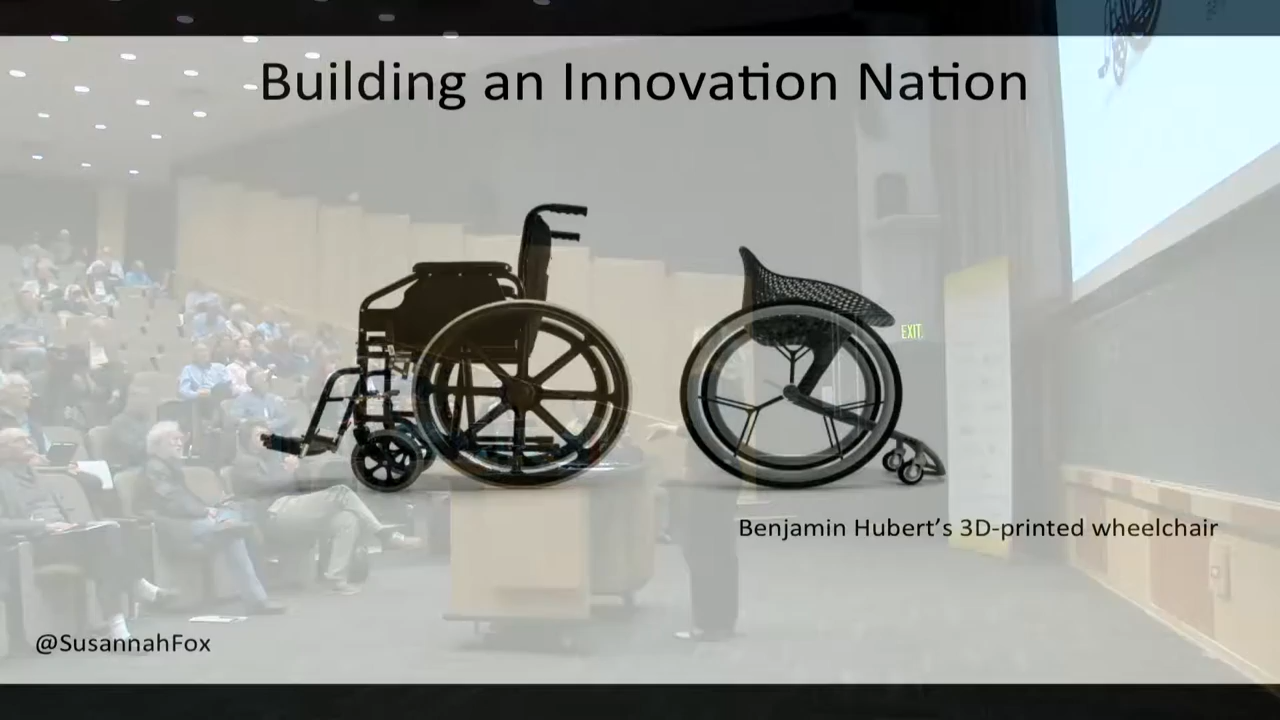 Building an Innovation Nation
EXIT
Benjamin Hubert's 3D-printed wheelchair
@SusannahFox